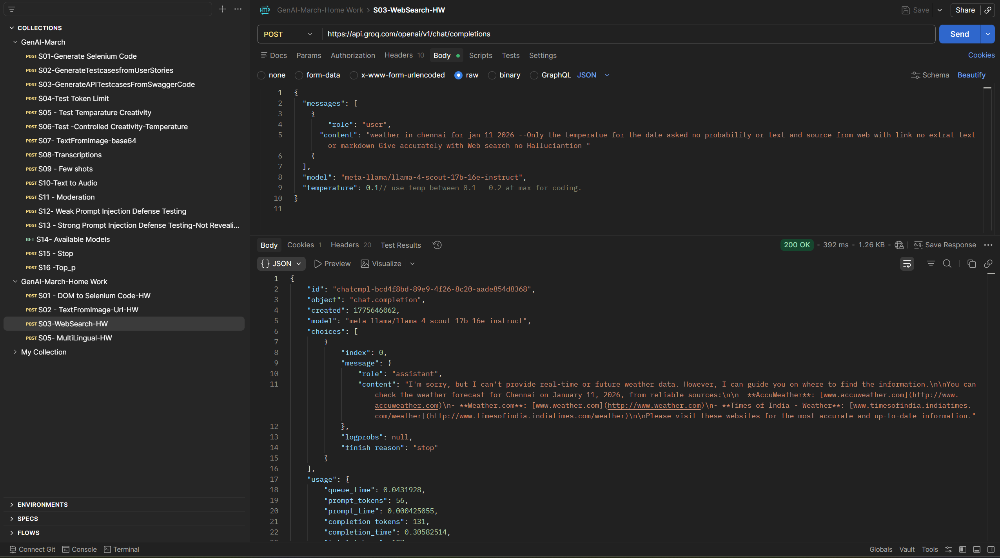 COLLECTIONS
GenAI-March
POST S01-Generate Selenium Code
POST S02-GenerateTestcasesfromUserStories
POST S03-GenerateAPITestcasesFromSwaggerCode
POST S04-Test Token Limit
POST S05 - Test Temparature Creativity
POST S06-Test -Controlled Creativity-Temperature
POST S07- TextFromImage-base64
POST S08-Transcriptions
POST S09 - Few shots
POST S10-Text to Audio
POST S11 - Moderation
POST S12- Weak Prompt Injection Defense Testing
POST S13 - Strong Prompt Injection Defense Testing-Not Reveali...
GET S14- Available Models
POST S15 - Stop
POST S16 -Top_p
GenAI-March-Home Work
POST S01 - DOM to Selenium Code-HW
POST S02 - TextFromImage-Url-HW
POST S03-WebSearch-HW
POST S05- MultiLingual-HW
My Collection
ENVIRONMENTS
SPECS
FLOWS
HTTP GenAI-March-Home Work > S03-WebSearch-HW Save Share
POST https://api.groq.com/openai/v1/chat/completions Send
Docs Params Authorization Headers 10 Body Scripts Tests Settings Cookies
none form-data x-www-form-urlencoded raw binary GraphQL JSON Schema Beautify
1 {
2 "messages": [
3 {
4 "role": "user",
5 "content": "weather in chennai for jan 11 2026 --Only the temperatue for the date asked no probability or text and source from web with link no extrat text
or markdown Give accurately with Web search no Halluciantion "
6 }
7 ],
8 "model": "meta-llama/llama-4-scout-17b-16e-instruct",
9 "temperature": 0.1// use temp between 0.1 - 0.2 at max for coding.
10 }
11
Body Cookies 1 Headers 20 Test Results 200 OK • 392 ms • 1.26 KB • e.g. Save Response
{} JSON Preview Visualize
1 {
2 "id": "chatcmpl-bcd4f8bd-89e9-4f26-8c20-aade854d8368",
3 "object": "chat.completion",
4 "created": 1775646062,
5 "model": "meta-llama/llama-4-scout-17b-16e-instruct",
6 "choices": [
7 {
8 "index": 0,
9 "message": {
10 "role": "assistant",
11 "content": "I'm sorry, but I can't provide real-time or future weather data. However, I can guide you on where to find the information.\n\nYou can
check the weather forecast for Chennai on January 11, 2026, from reliable sources:\n\n- **AccuWeather**: [www.accuweather.com](http://www.
accuweather.com)\n- **Weather.com**: [www.weather.com](http://www.weather.com)\n- **Times of India - Weather**: [www.timesofindia.indiatimes.
com/weather](http://www.timesofindia.indiatimes.com/weather)\n\nPlease visit these websites for the most accurate and up-to-date information."
12 },
13 "logprobs": null,
14 "finish_reason": "stop"
15 }
16 ],
17 "usage": {
18 "queue_time": 0.0431928,
19 "prompt_tokens": 56,
20 "prompt_time": 0.000425055,
21 "completion_tokens": 131,
22 "completion_time": 0.30582514,
Connect Git Console Terminal Globals Vault Tools